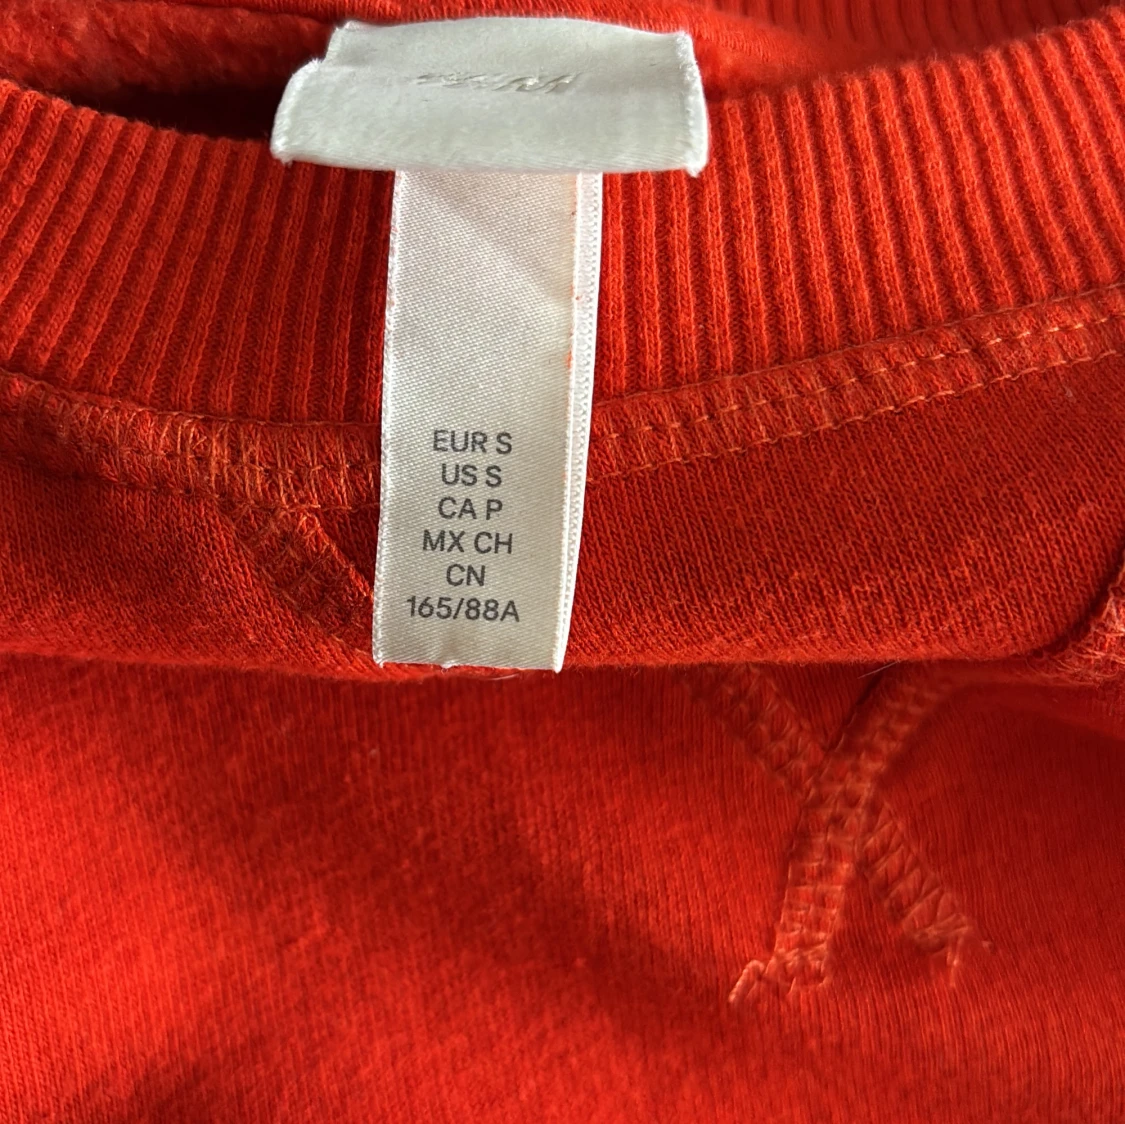 EUR S
US S
CA P
MX CH
CN
165/88A